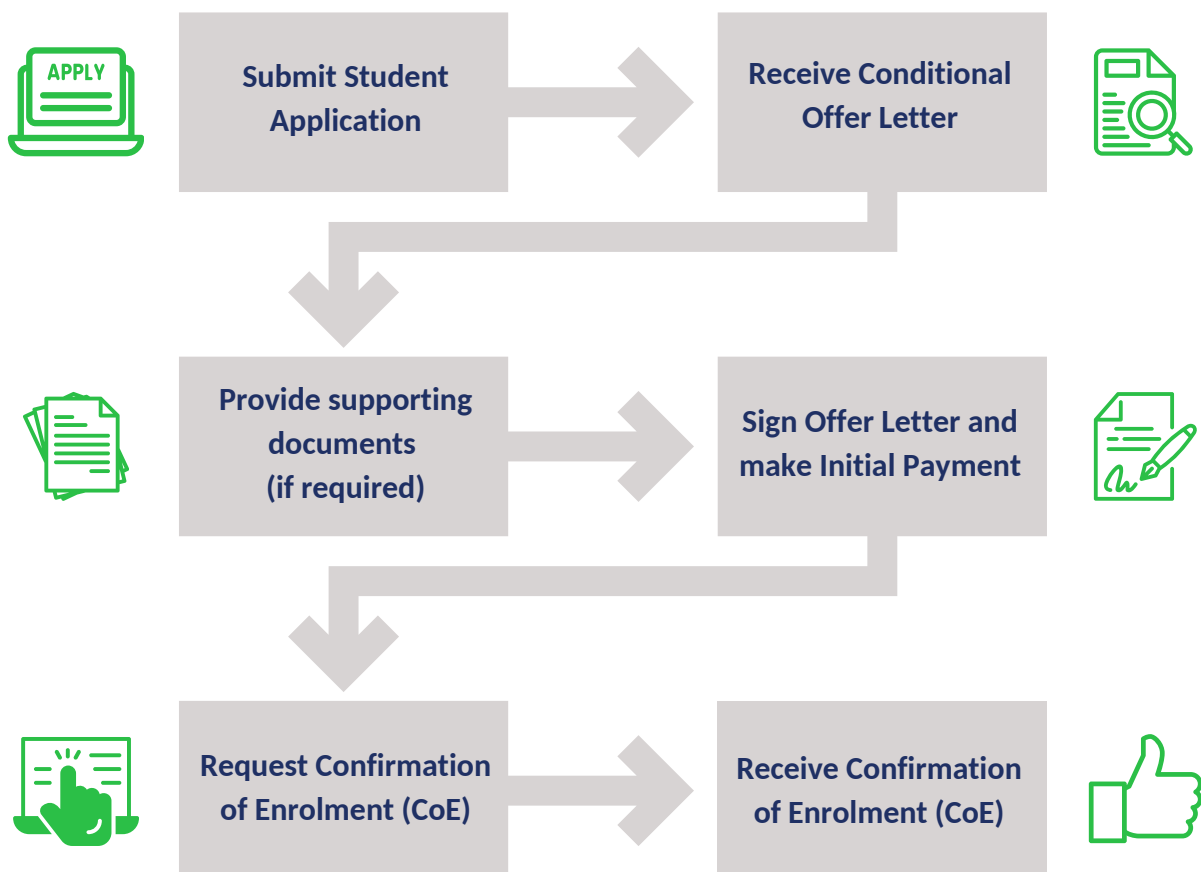 APPLY
Submit Student
Application
Receive Conditional
Offer Letter
Provide supporting
documents
(if required)
Sign Offer Letter and
make Initial Payment
Request Confirmation
of Enrolment (CoE)
Receive Confirmation
of Enrolment (CoE)